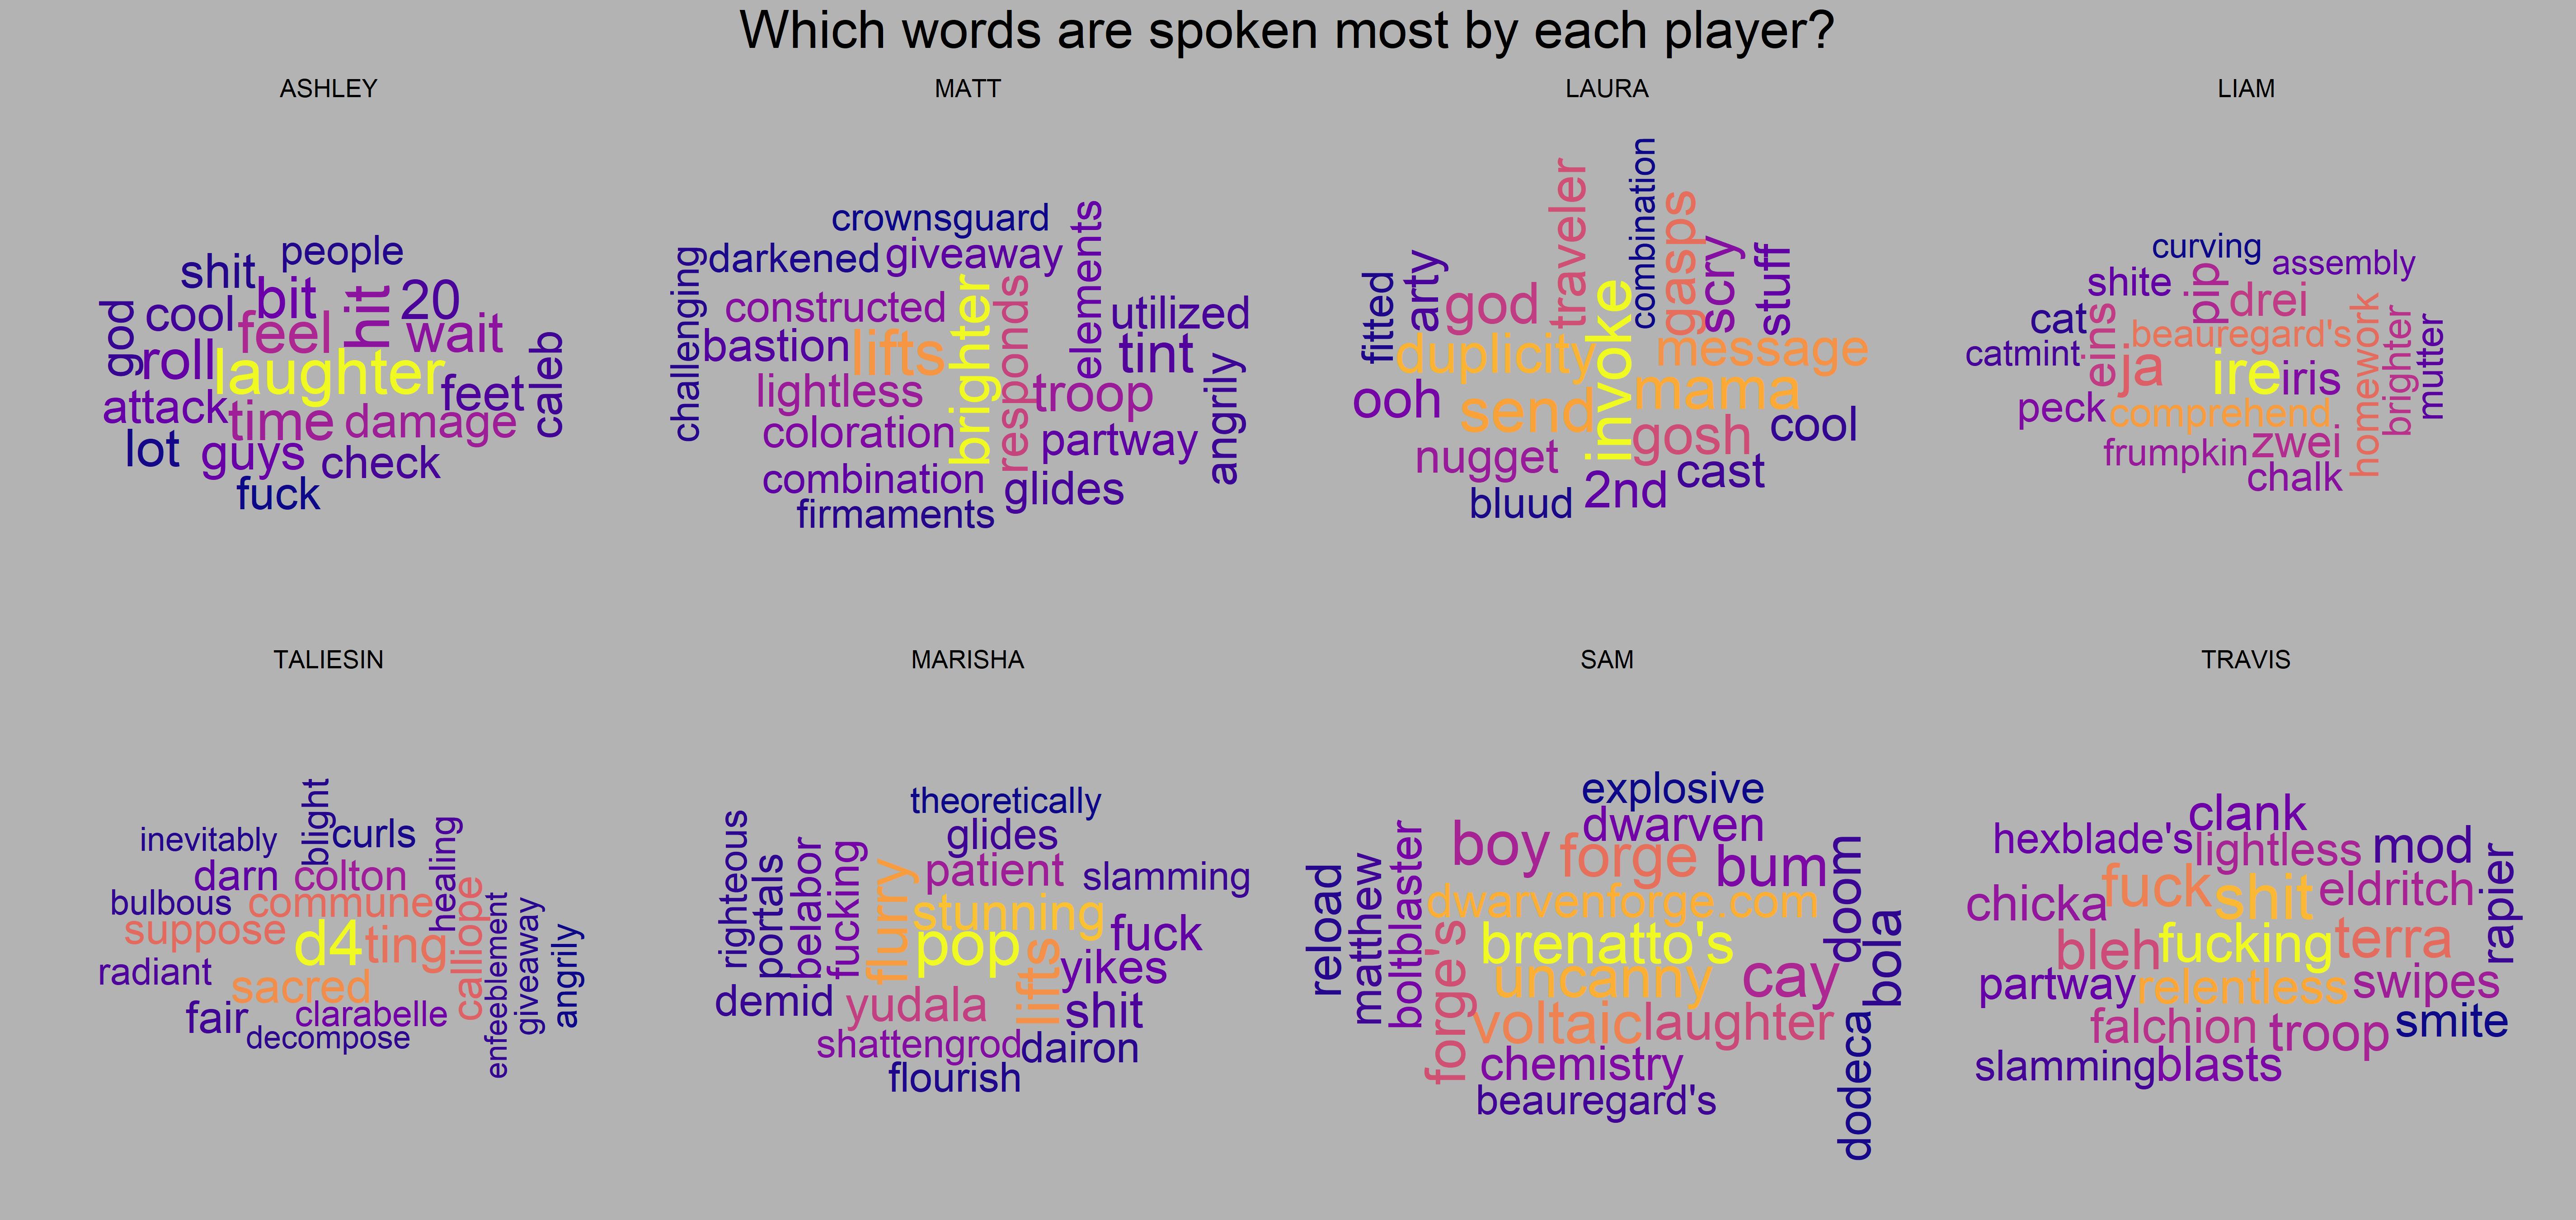 Which words are spoken most by each player?
ASHLEY
people
shit
bit
hit
20
god
cool
feel
wait
roll
laughter
caleb
attack
feet
time
damage
lot
guys
check
fuck
MATT
crownsguard
elements
challenging
darkened
giveaway
constructed
brighter
responds
utilized
bastion
lifts
tint
lightless
troop
angrily
coloration
partway
combination
glides
firmaments
LAURA
combination
traveler
gasps
scry
stuff
arty
fitted
god
invoke
duplicity
message
ooh
send
mama
cool
nugget
gosh
cast
bluud
2nd
LIAM
curving
assembly
shite
pip
drei
cat
eins
beauregard's
homework
brighter
mutter
catmint
ja
ire
iris
peck
comprehend
frumpkin
zwei
chalk
TALIESIN
blight
inevitably
curls
healing
darn
colton
bulbous
commune
calliope
suppose
d4
ting
enfeeblement
giveaway
angrily
radiant
sacred
fair
clarabelle
decompose
MARISHA
theoretically
righteous
portals
belabor
fucking
glides
flurry
patient
slamming
stunning
pop
fuck
lifts
yikes
demid
yudala
shit
shattengrod
dairon
flourish
SAM
explosive
dwarven
boy
forge
bum
doom
reload
matthew
boltblaster
dwarvenforge.com
brenatto's
bola
forge's
uncanny
cay
voltaic
laughter
chemistry
dodeca
beauregard's
TRAVIS
clank
hexblade's
lightless
mod
rapier
chicka
fuck
shit
eldritch
bleh
fucking
terra
partway
relentless
swipes
falchion
troop
smite
slamming
blasts